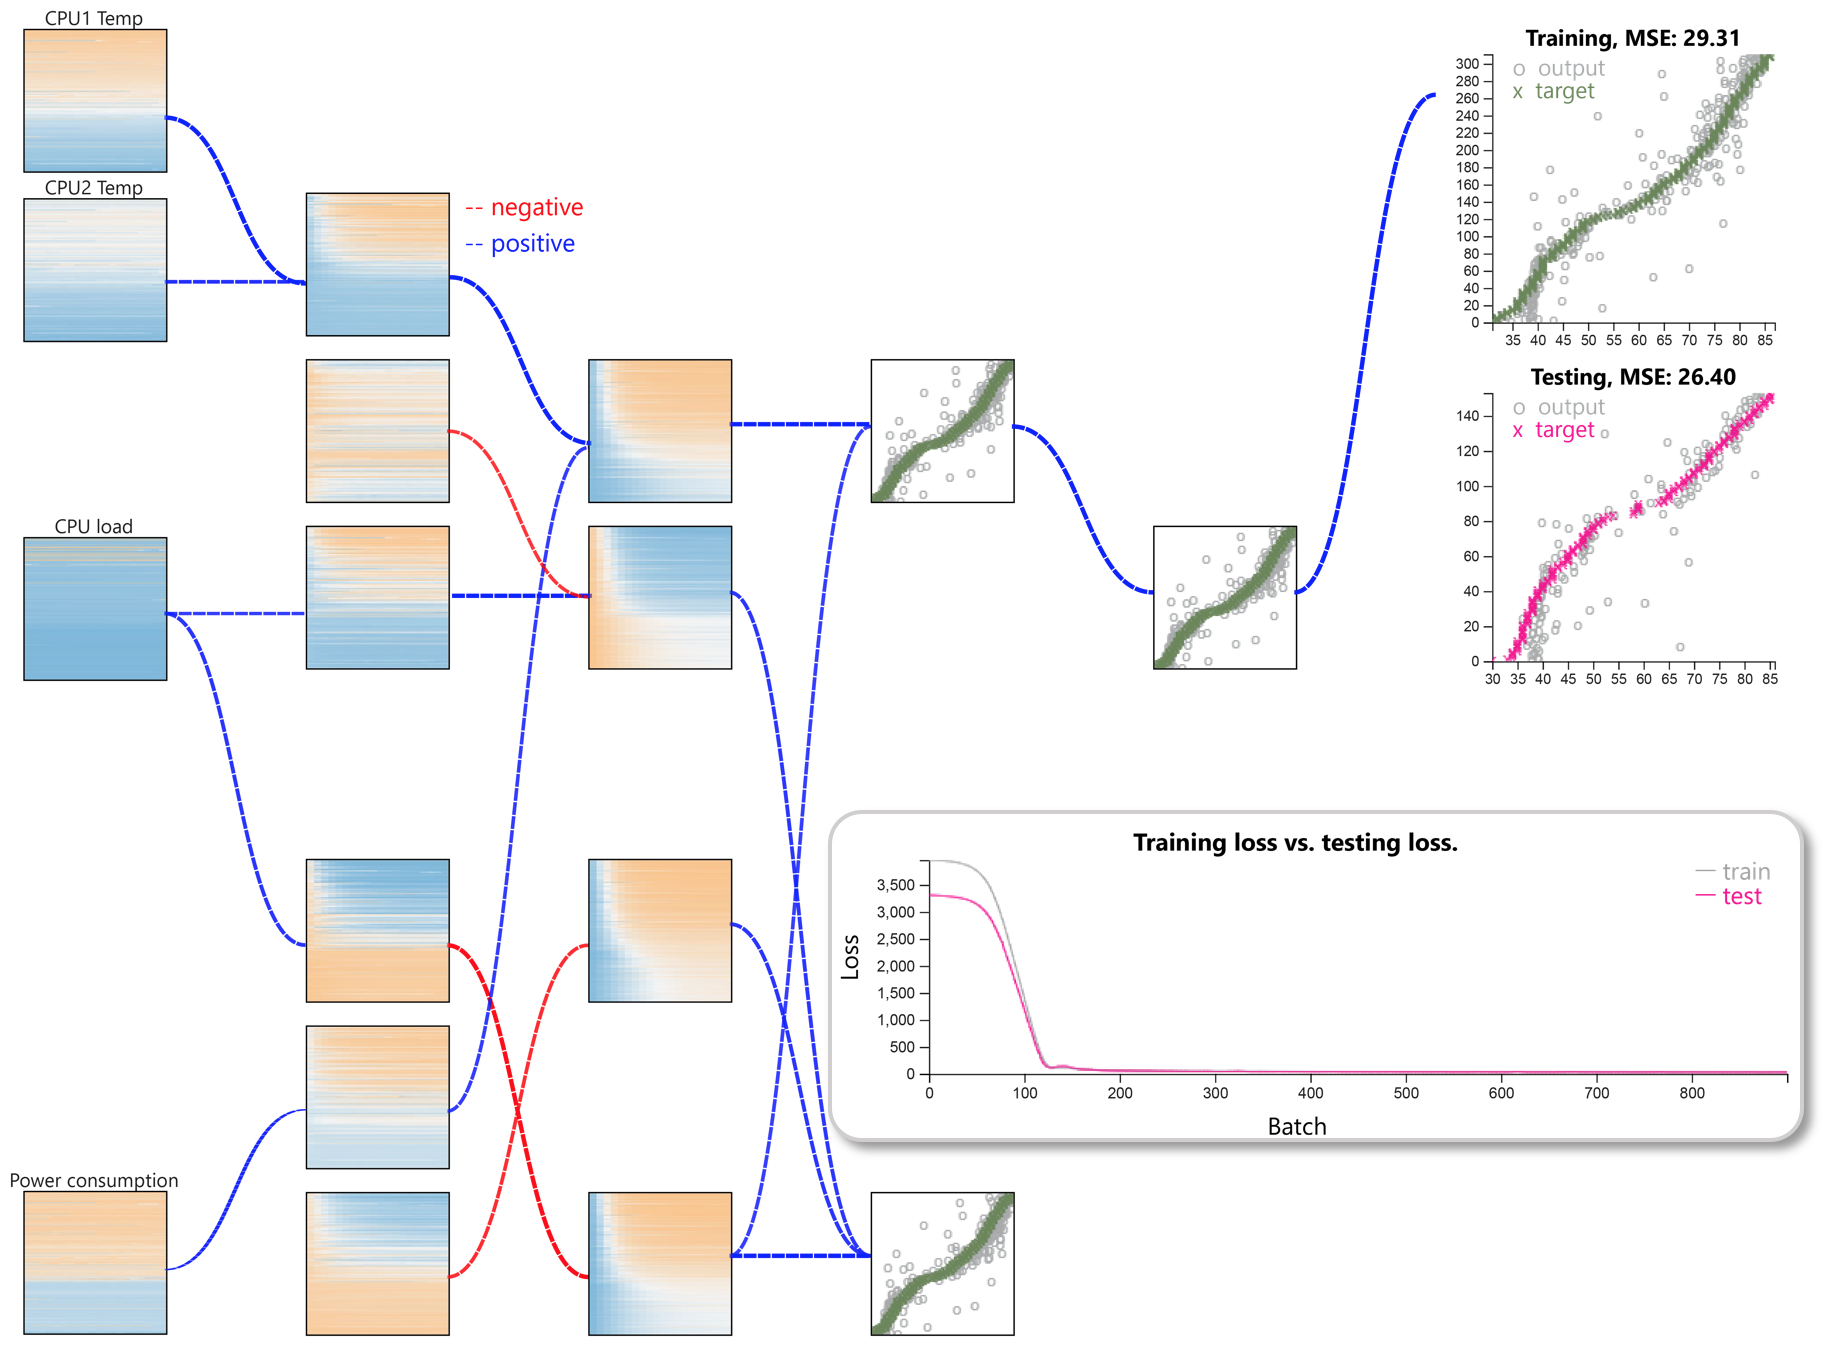 CPU1 Temp
CPU2 Temp
-- negative
-- positive
CPU load
Power consumption
Training, MSE: 29.31
o output
x target
300
280
260
240
220
200
180
160
140
120
100
80
60
40
20
0
35 40 45 50 55 60 65 70 75 80 85
Testing, MSE: 26.40
o output
x target
140
120
100
80
60
40
20
0
30 35 40 45 50 55 60 65 70 75 80 85
Training loss vs. testing loss.
train
test
Loss
3,500
3,000
2,500
2,000
1,500
1,000
500
0
0 100 200 300 400 500 600 700 800
Batch